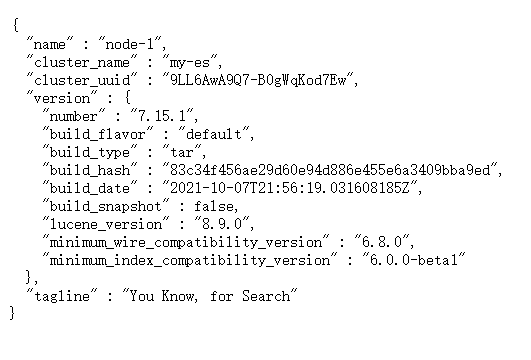 {
"name" : "node-1",
"cluster_name" : "my-es",
"cluster_uuid" : "9LL6AwA9Q7-B0gWqKod7Ew",
"version" : {
"number" : "7.15.1",
"build_flavor" : "default",
"build_type" : "tar",
"build_hash" : "83c34f456ae29d60e94d886e455e6a3409bba9ed",
"build_date" : "2021-10-07T21:56:19.031608185Z",
"build_snapshot" : false,
"lucene_version" : "8.9.0",
"minimum_wire_compatibility_version" : "6.8.0",
"minimum_index_compatibility_version" : "6.0.0-beta1"
},
"tagline" : "You Know, for Search"
}